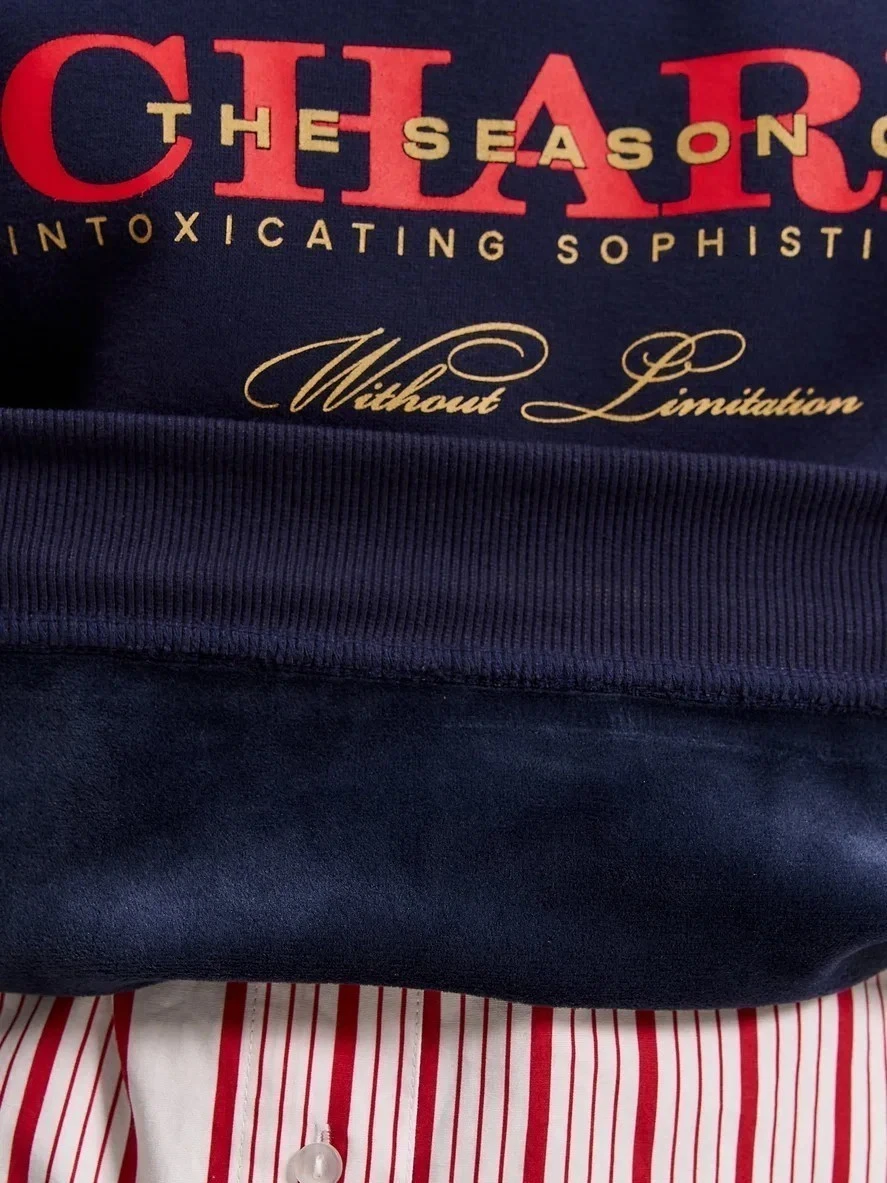 CHAR
THE SEASON
INTOXICATING SOPHISTI
Without Limitation